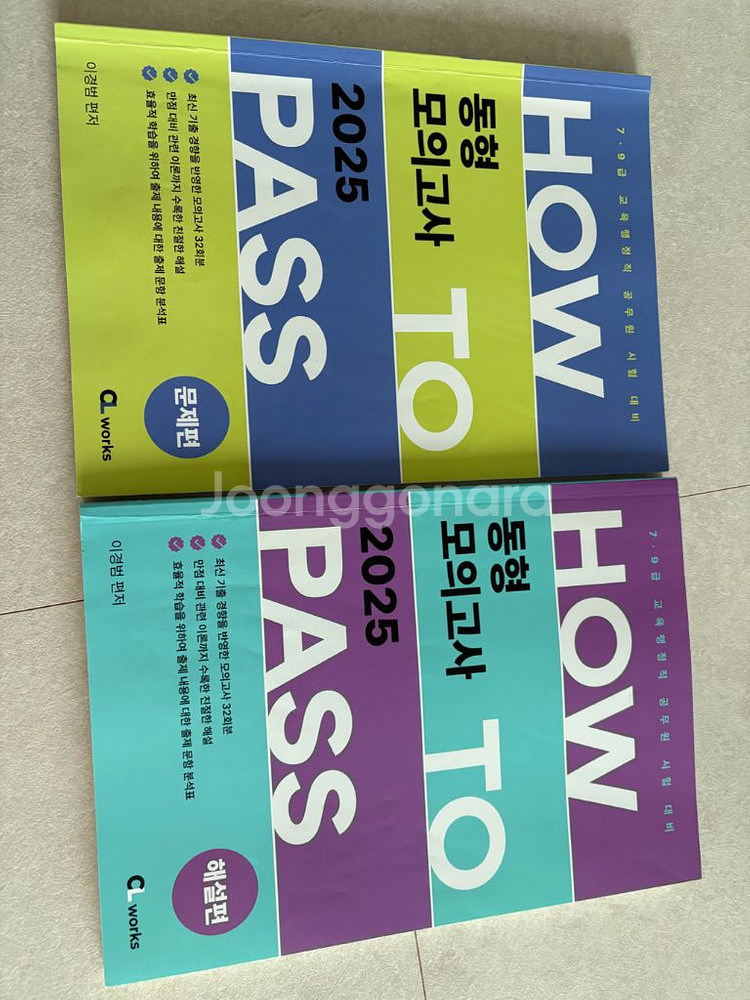 7·9급 교육행정직 공무원 시험 대비
HOW
TO
PASS
동형
모의고사
2025
최신 기출 경향을 반영한 모의고사 32회분
만점 대비 관련 이론까지 수록한 친절한 해설
효율적 학습을 위하여 출제 내용에 대한 출제 문항 분석표
이경범 편저
문제편
CL works
Joonggonara
7·9급 교육행정직 공무원 시험 대비
HOW
TO
PASS
동형
모의고사
2025
최신 기출 경향을 반영한 모의고사 32회분
만점 대비 관련 이론까지 수록한 친절한 해설
효율적 학습을 위하여 출제 내용에 대한 출제 문항 분석표
이경범 편저
해설편
CL works